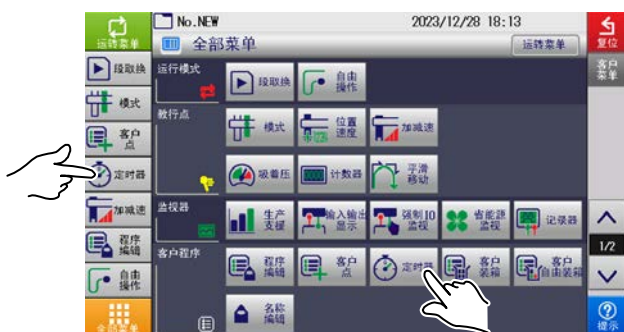 No.NEW
2023/12/28 18:13
运转菜单
全部菜单
运转菜单
复位
段取换
运行模式
段取换
自由
操作
客户
菜单
模式
教行点
模式
位置
速度
加减速
客户
点
定时器
吸着压
计数器
平滑
移动
加减速
监视器
生产
支援
输入输出
显示
强制IO
监视
省能源
监视
记录器
程序
编辑
客户程序
程序
编辑
客户
点
定时器
客户
装箱
客户
自由装箱
1/2
自由
操作
名称
编辑
全部菜单
提示